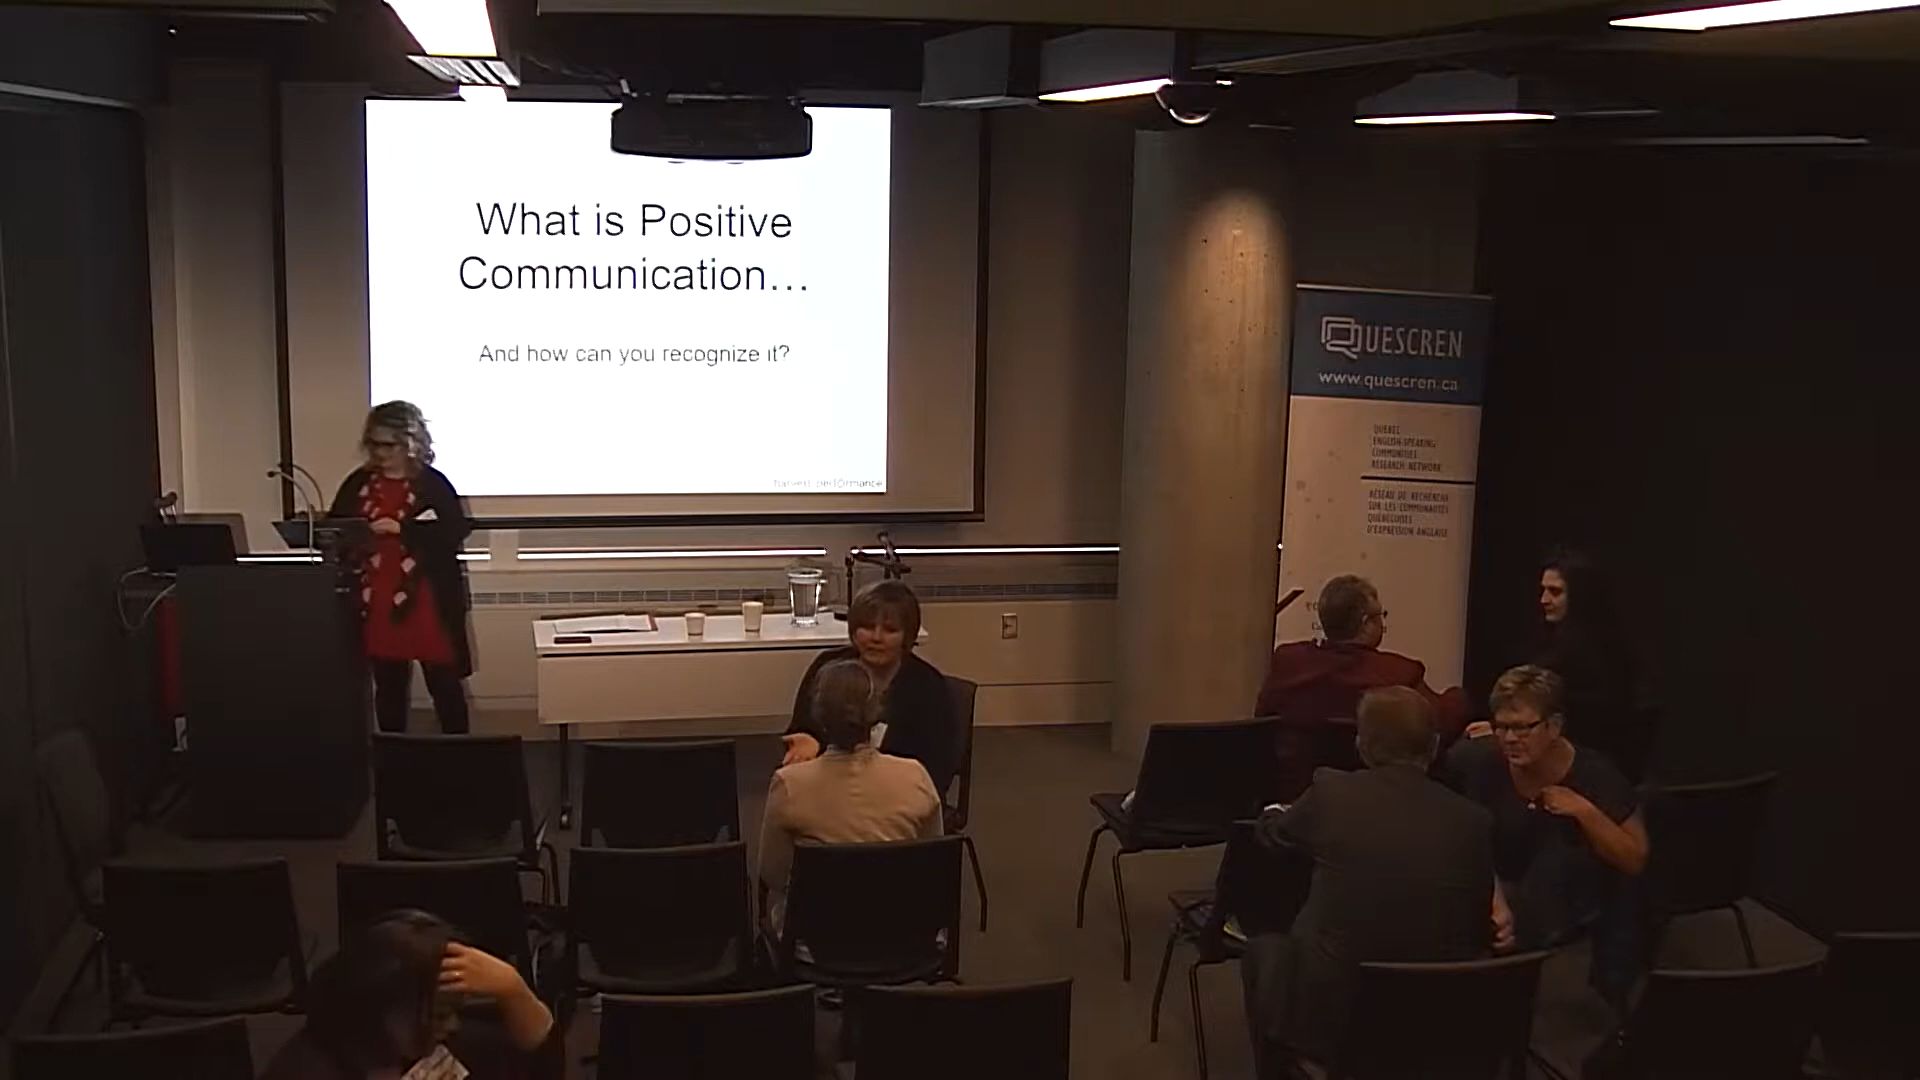 What is Positive
Communication...
And how can you recognize it?
QUESCREN
www.quescren.ca
QUEBEC
ENGLISH-SPEAKING
COMMUNITIES
RESEARCH NETWORK
RÉSEAU DE RECHERCHE
SUR LES COMMUNAUTÉS
QUÉBÉCOISES
D'EXPRESSION ANGLAISE